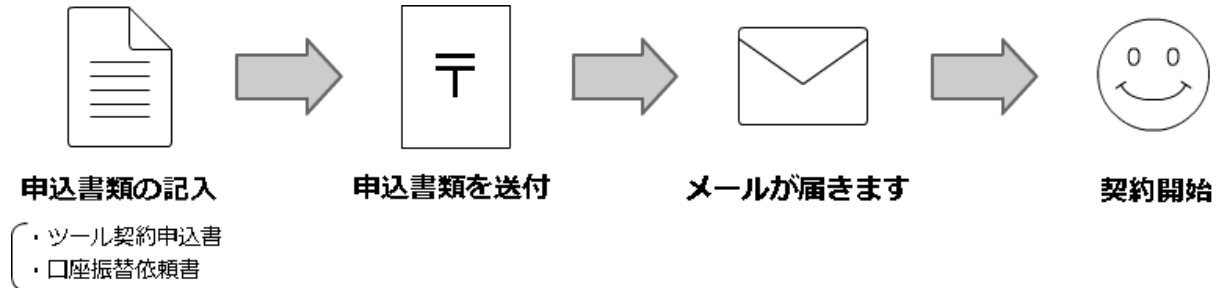 〒
申込書類の記入
申込書類を送付
メールが届きます
契約開始
・ツール契約申込書
・口座振替依頼書